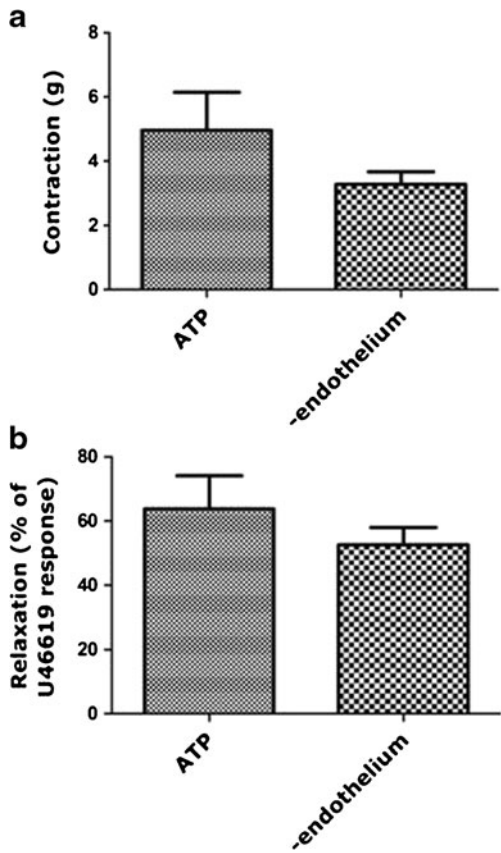 a
Contraction (g)
8
6
4
2
0
ATP
-endothelium
b
Relaxation (% of
U46619 response)
80
60
40
20
0
ATP
-endothelium